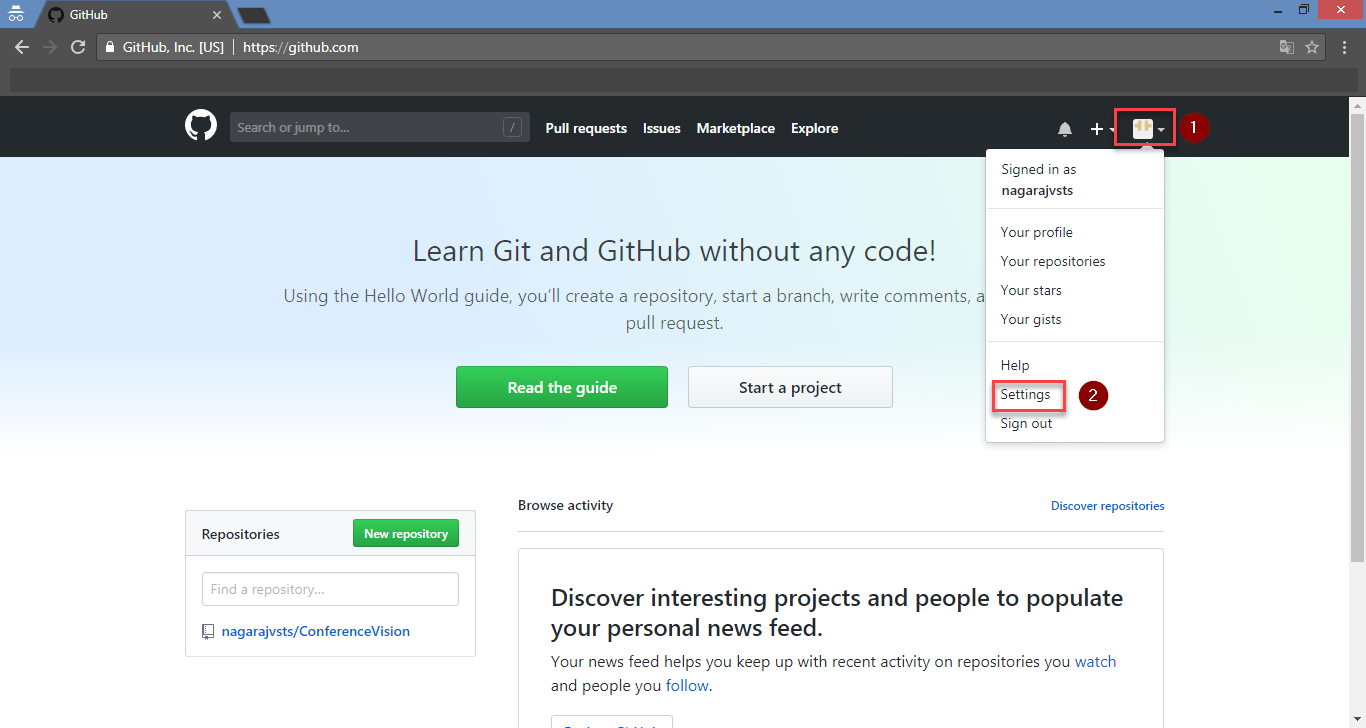 GitHub
GitHub, Inc. [US] https://github.com
Search or jump to... /
Pull requests Issues Marketplace Explore
1
Signed in as
nagarajvsts
Your profile
Your repositories
Your stars
Your gists
Help
Settings 2
Sign out
Learn Git and GitHub without any code!
Using the Hello World guide, you’ll create a repository, start a branch, write comments, a
pull request.
Read the guide Start a project
Repositories New repository
Find a repository...
nagarajvsts/ConferenceVision
Browse activity Discover repositories
Discover interesting projects and people to populate
your personal news feed.
Your news feed helps you keep up with recent activity on repositories you watch
and people you follow.